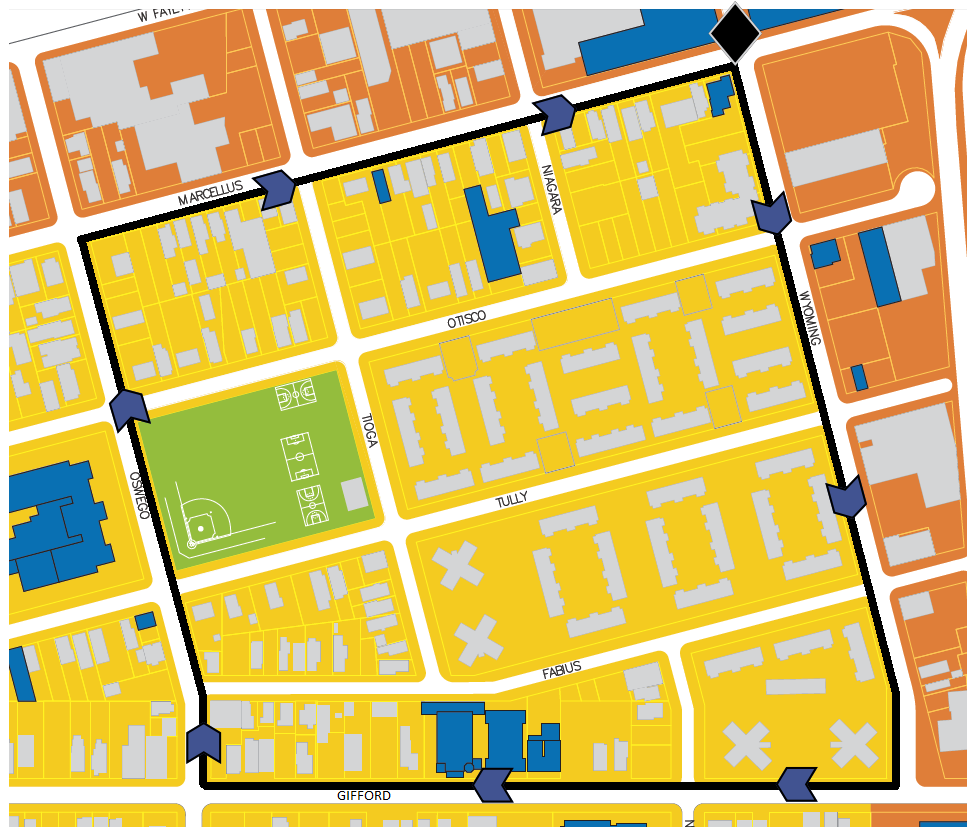 MARCELLUS
NIAGARA
OTISCO
WYOMING
TIOGA
OSWEGO
TULLY
FABIUS
GIFFORD